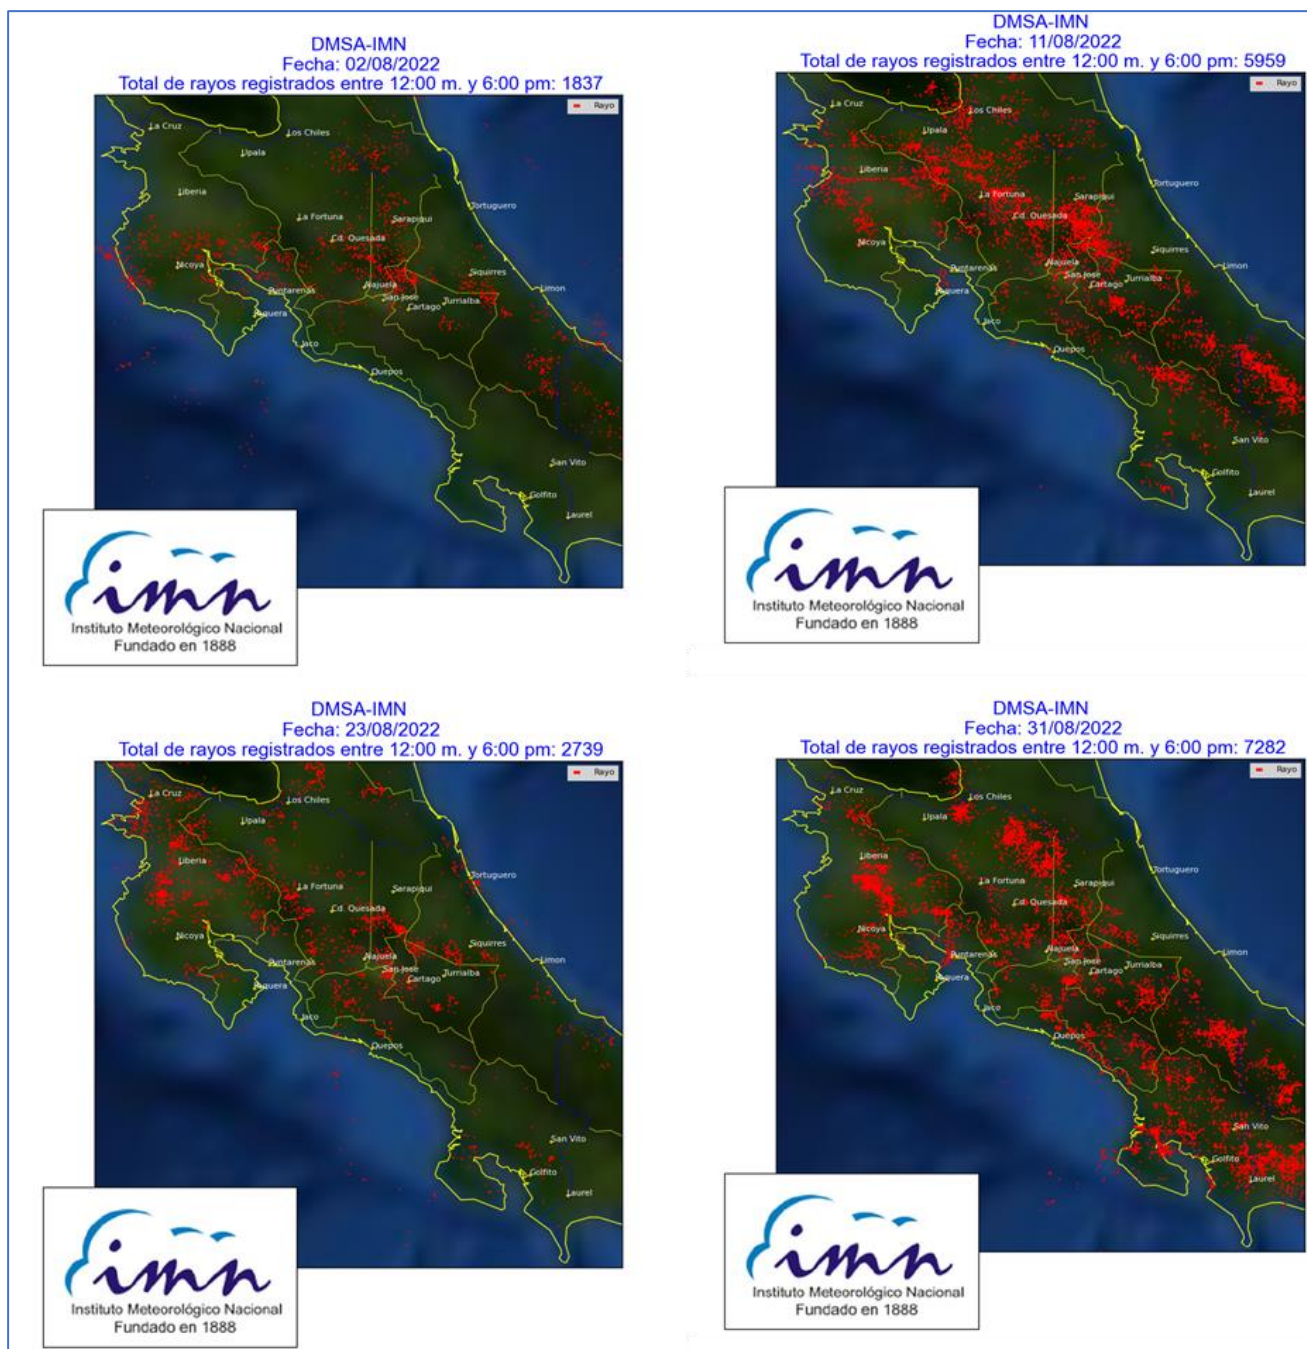 DMSA-IMN
Fecha: 02/08/2022
Total de rayos registrados entre 12:00 m. y 6:00 pm: 1837
Rayo
La Cruz
Los Chiles
Upala
Liberia
Tortuguero
La Fortuna
Sarapiqui
Cd. Quesada
Nicoya
Siquirres
Puntarenas
Alajuela
Limon
San Jose
Turrialba
Cartago
Paquera
Jaco
Quepos
San Vito
Golfito
Laurel
imn
Instituto Meteorológico Nacional
Fundado en 1888
DMSA-IMN
Fecha: 11/08/2022
Total de rayos registrados entre 12:00 m. y 6:00 pm: 5959
Rayo
La Cruz
Los Chiles
Upala
Liberia
Tortuguero
La Fortuna
Sarapiqui
Cd. Quesada
Nicoya
Siquirres
Puntarenas
Alajuela
Limon
San Jose
Turrialba
Cartago
Paquera
Jaco
Quepos
San Vito
Golfito
Laurel
imn
Instituto Meteorológico Nacional
Fundado en 1888
DMSA-IMN
Fecha: 23/08/2022
Total de rayos registrados entre 12:00 m. y 6:00 pm: 2739
Rayo
La Cruz
Los Chiles
Upala
Liberia
Tortuguero
La Fortuna
Sarapiqui
Cd. Quesada
Nicoya
Siquirres
Puntarenas
Alajuela
Limon
San Jose
Turrialba
Cartago
Paquera
Jaco
Quepos
San Vito
Golfito
Laurel
imn
Instituto Meteorológico Nacional
Fundado en 1888
DMSA-IMN
Fecha: 31/08/2022
Total de rayos registrados entre 12:00 m. y 6:00 pm: 7282
Rayo
La Cruz
Los Chiles
Upala
Liberia
Tortuguero
La Fortuna
Sarapiqui
Cd. Quesada
Nicoya
Siquirres
Puntarenas
Alajuela
Limon
San Jose
Turrialba
Cartago
Paquera
Jaco
Quepos
San Vito
Golfito
Laurel
imn
Instituto Meteorológico Nacional
Fundado en 1888